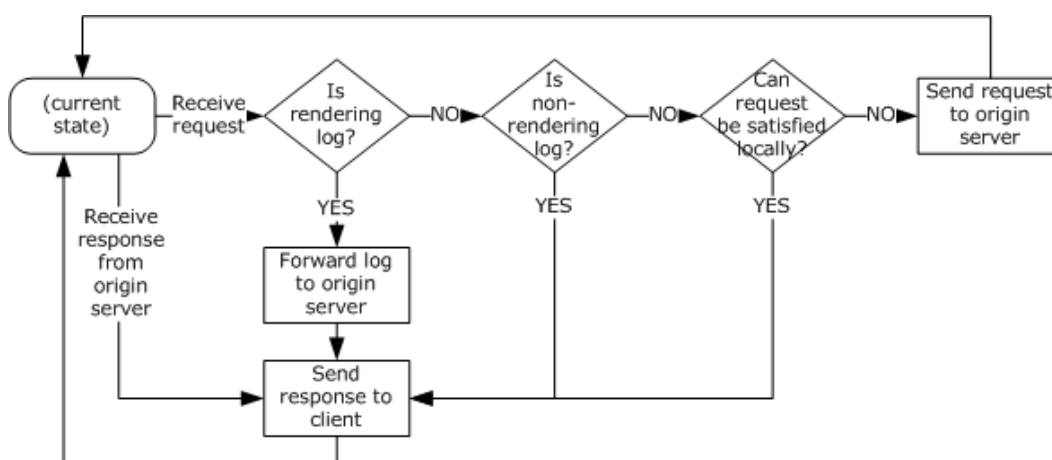 (current
state)
Receive
request
Is
rendering
log?
NO
Is
non-
rendering
log?
NO
Can
request
be satisfied
locally?
NO
Send request
to origin
server
YES
YES
YES
Receive
response
from
origin
server
Forward log
to origin
server
Send
response to
client